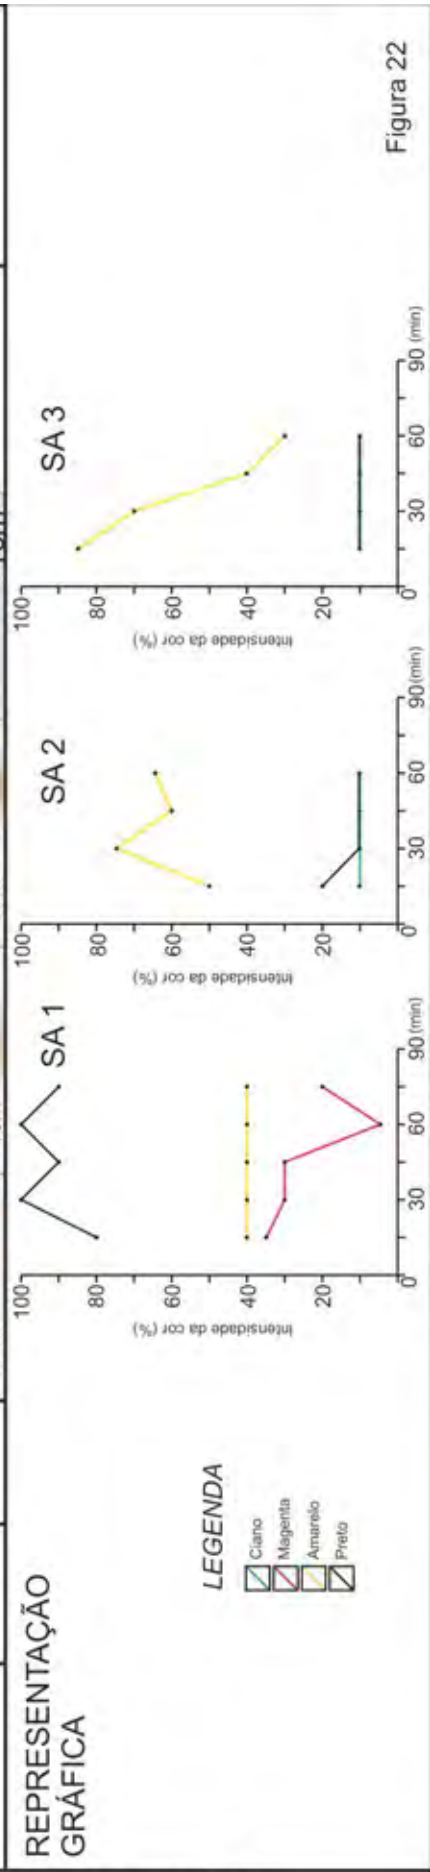 REPRESENTAÇÃO
GRÁFICA
LEGENDA
Ciano
Magenta
Amarelo
Preto
SA 1
Intensidade da cor (%)
100
80
60
40
20
0
30
60
90 (min)
SA 2
Intensidade da cor (%)
100
80
60
40
20
0
30
60
90 (min)
SA 3
Intensidade da cor (%)
100
80
60
40
20
0
30
60
90 (min)
Figura 22